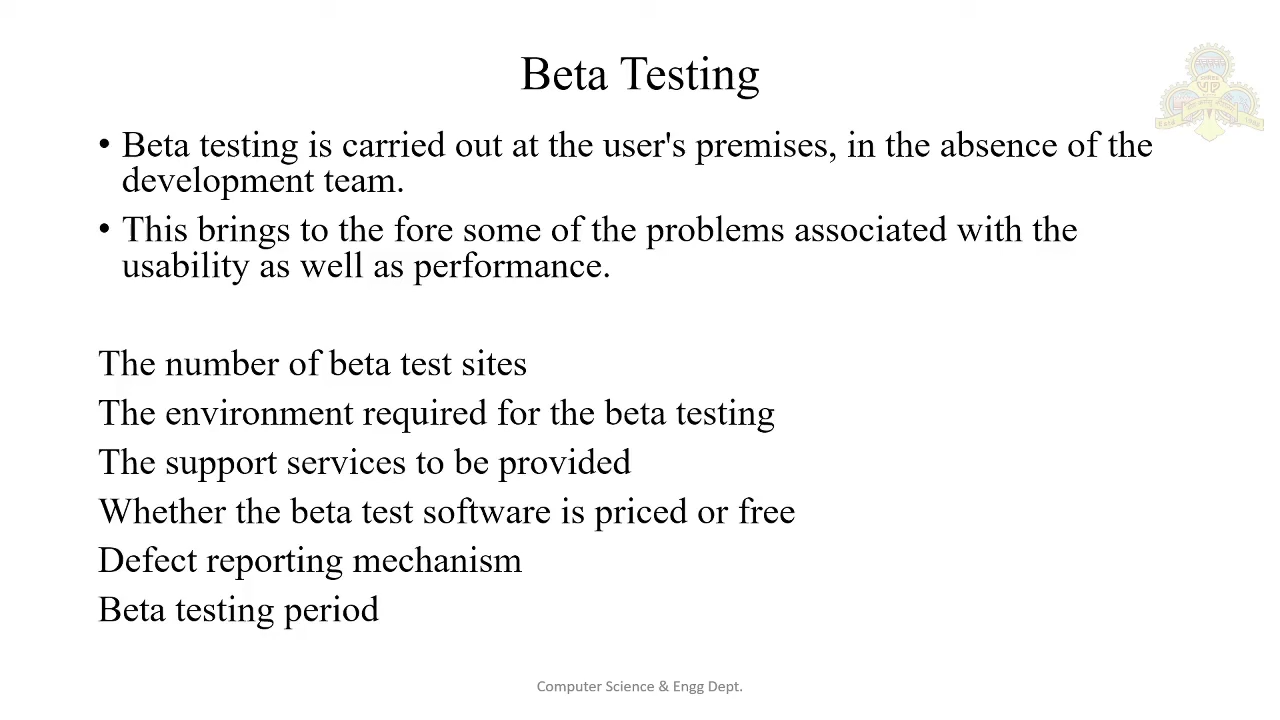 Beta Testing
• Beta testing is carried out at the user's premises, in the absence of the
development team.
• This brings to the fore some of the problems associated with the
usability as well as performance.
The number of beta test sites
The environment required for the beta testing
The support services to be provided
Whether the beta test software is priced or free
Defect reporting mechanism
Beta testing period
Computer Science & Engg Dept.